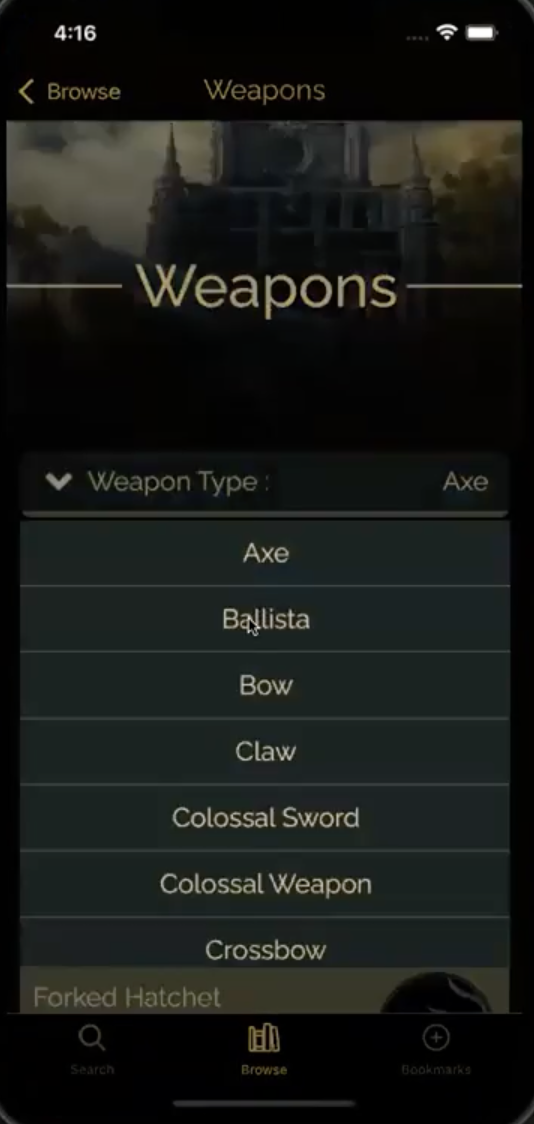 4:16
Browse
Weapons
Weapons
Weapon Type : Axe
Axe
Ballista
Bow
Claw
Colossal Sword
Colossal Weapon
Crossbow
Forked Hatchet
Search
Browse
Bookmarks